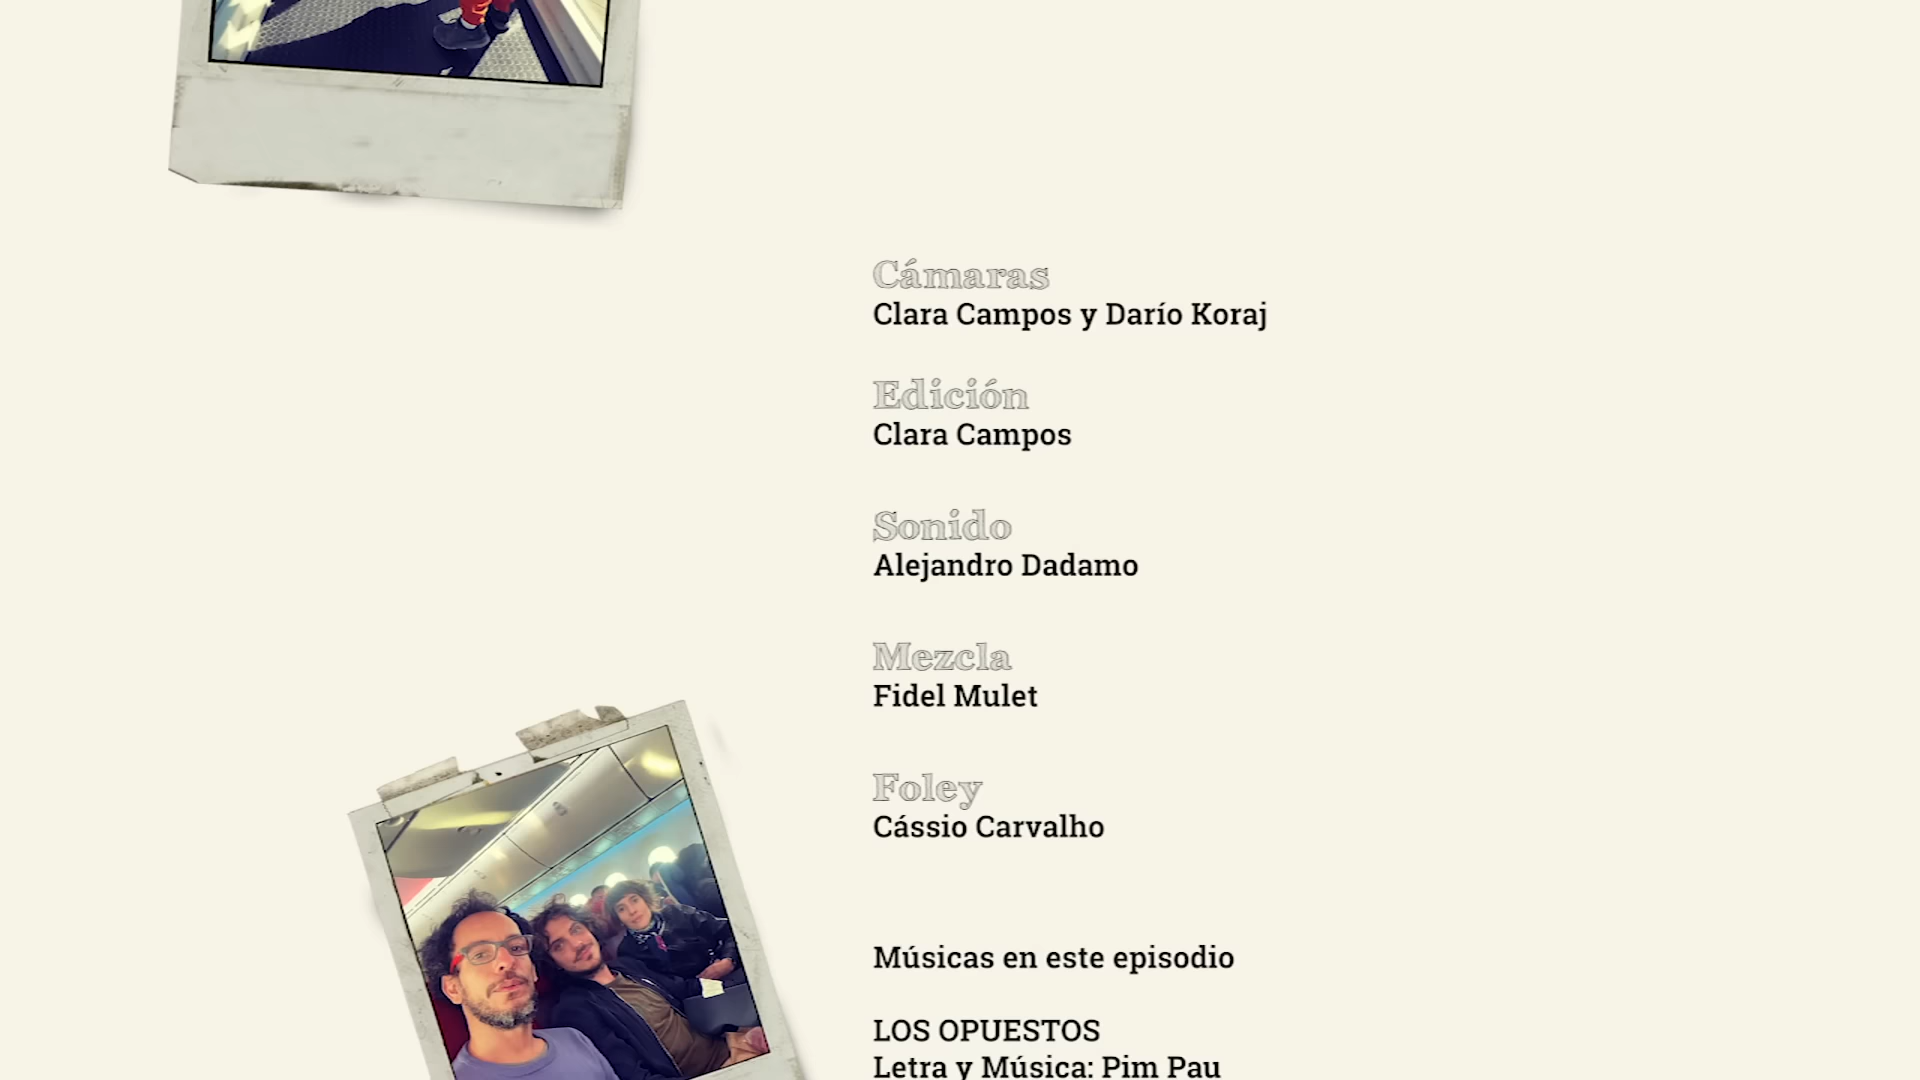 Cámaras
Clara Campos y Darío Koraj
Edición
Clara Campos
Sonido
Alejandro Dadamo
Mezcla
Fidel Mulet
Foley
Cássio Carvalho
Músicas en este episodio
LOS OPUESTOS
Letra y Música: Pim Pau